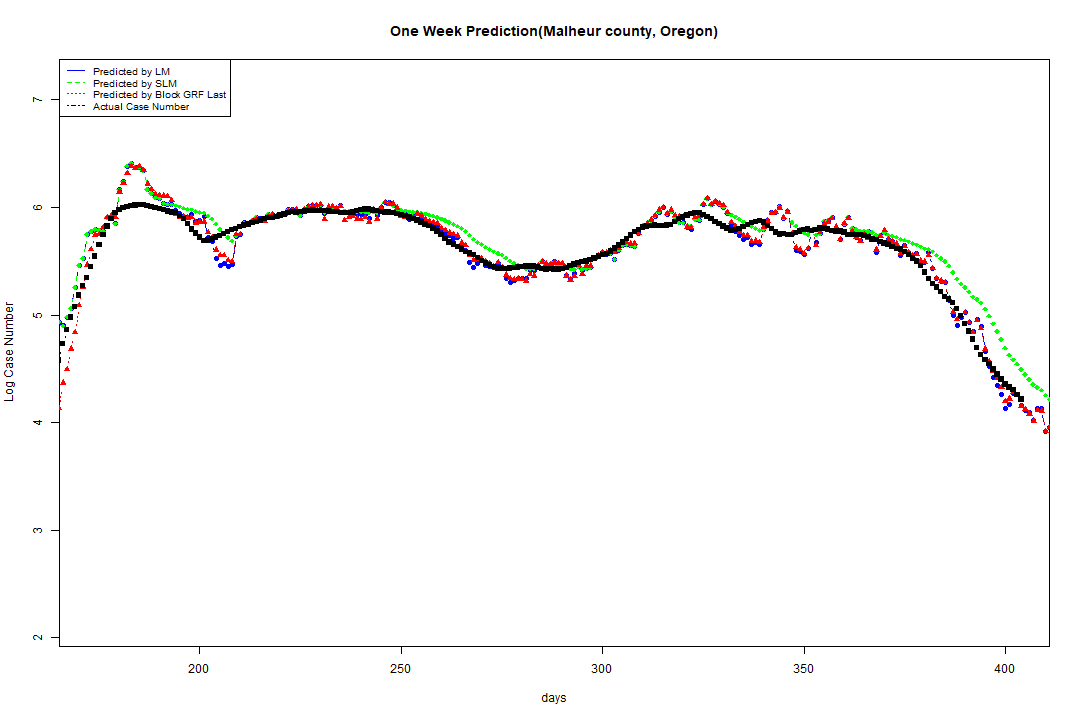 One Week Prediction(Malheur county, Oregon)
Predicted by LM
Predicted by SLM
Predicted by Block GRF Last
Actual Case Number
7
6
5
4
3
2
Log Case Number
200 250 300 350 400
days